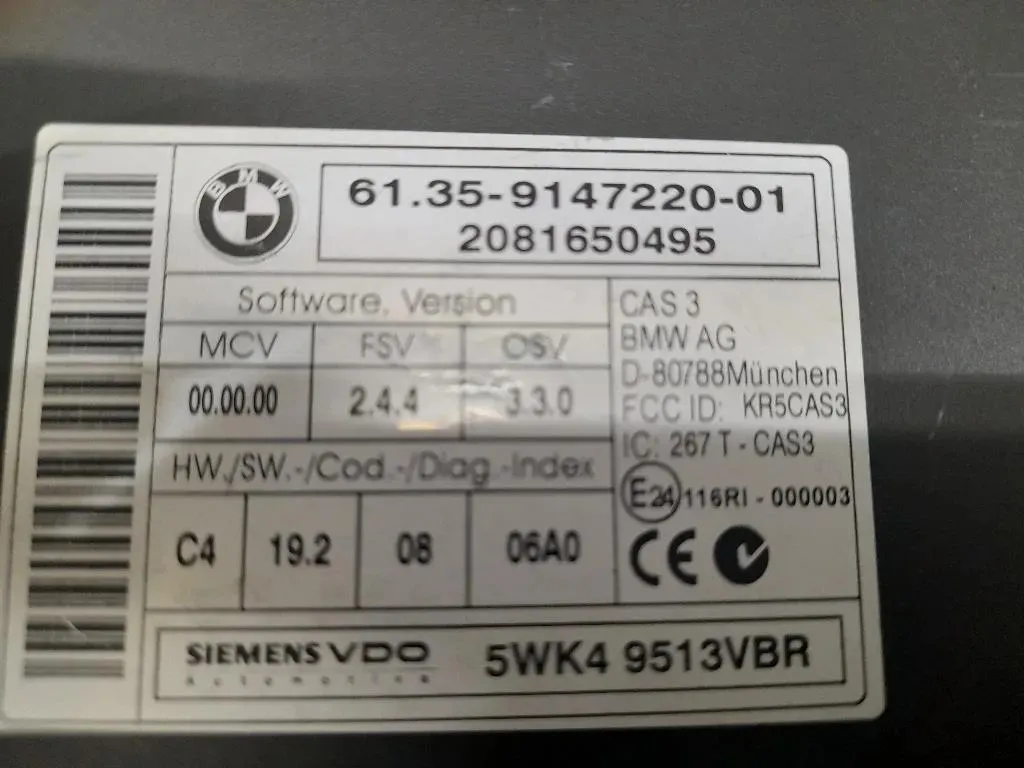 BMW
61.35-9147220-01
2081650495
Software, Version
MCV FSV OSV
00.00.00 2.4.4 3.3.0
HW./SW.-/Cod.-/Diag.-Index
C4 19.2 08 06A0
CAS 3
BMW AG
D-80788München
FCC ID: KR5CAS3
IC: 267 T - CAS3
E24 116RI - 000003
CE
SIEMENS VDO
Automotive
5WK4 9513VBR